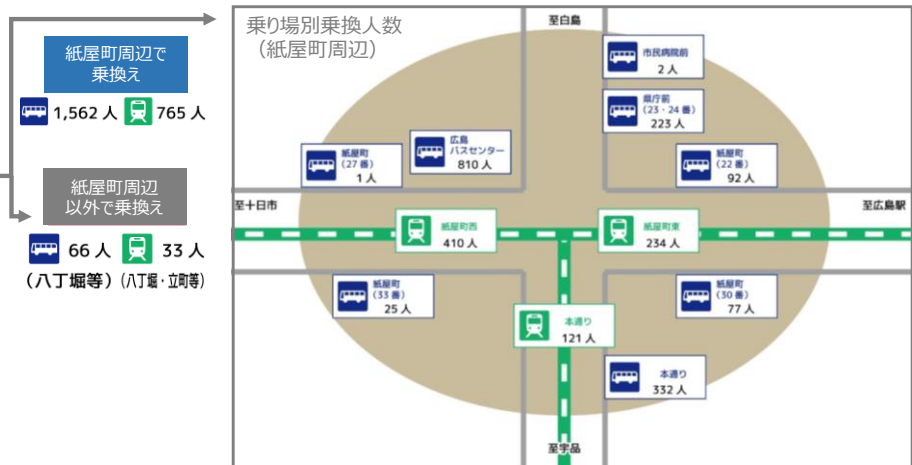 紙屋町周辺で
乗換え
1,562 人 765 人
紙屋町周辺
以外で乗換え
66 人 33 人
(八丁堀等) (八丁堀・立町等)
乗り場別乗換人数
(紙屋町周辺)
至白島
市民病院前
2 人
県庁前
(23・24 番)
223 人
広島
バスセンター
810 人
紙屋町
(27 番)
1 人
紙屋町
(22 番)
92 人
至十日市
至広島駅
紙屋町西
410 人
紙屋町東
234 人
紙屋町
(33 番)
25 人
紙屋町
(30 番)
77 人
本通り
121 人
本通り
332 人
至宇品